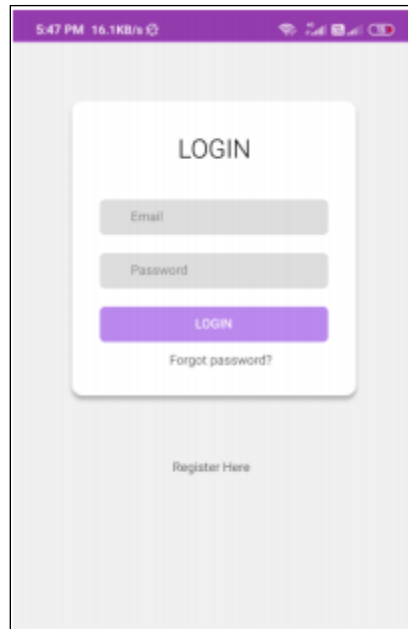 5:47 PM 16.1KB/s
LOGIN
Email
Password
LOGIN
Forgot password?
Register Here